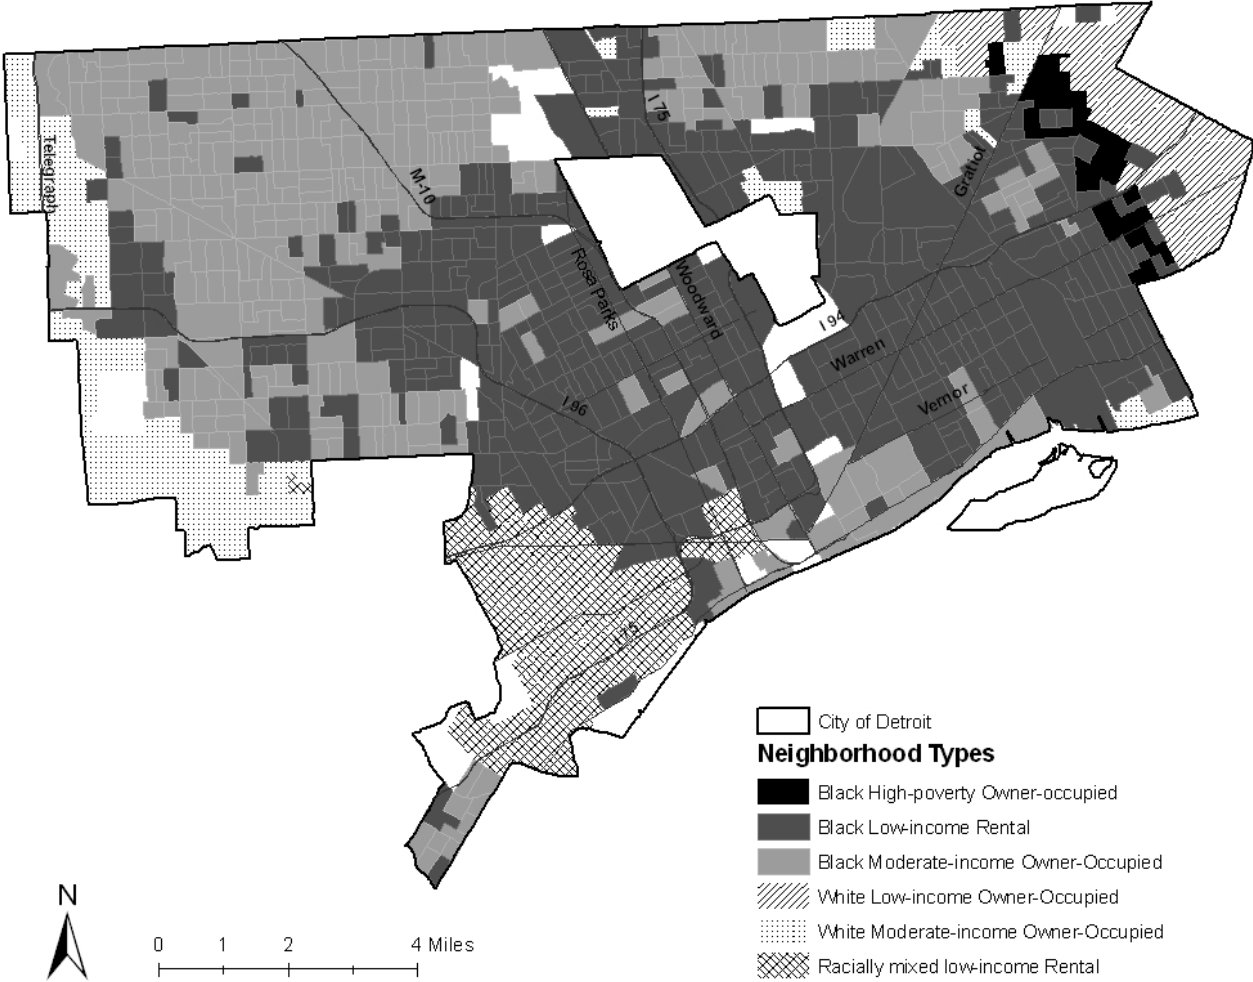 I 75
Telegraph
Gratiot
M-10
Rosa Parks
Woodward
I 94
Warren
I 96
Vernor
I 75
City of Detroit
Neighborhood Types
Black High-poverty Owner-occupied
Black Low-income Rental
Black Moderate-income Owner-Occupied
White Low-income Owner-Occupied
White Moderate-income Owner-Occupied
Racially mixed low-income Rental
N
0 1 2 4 Miles